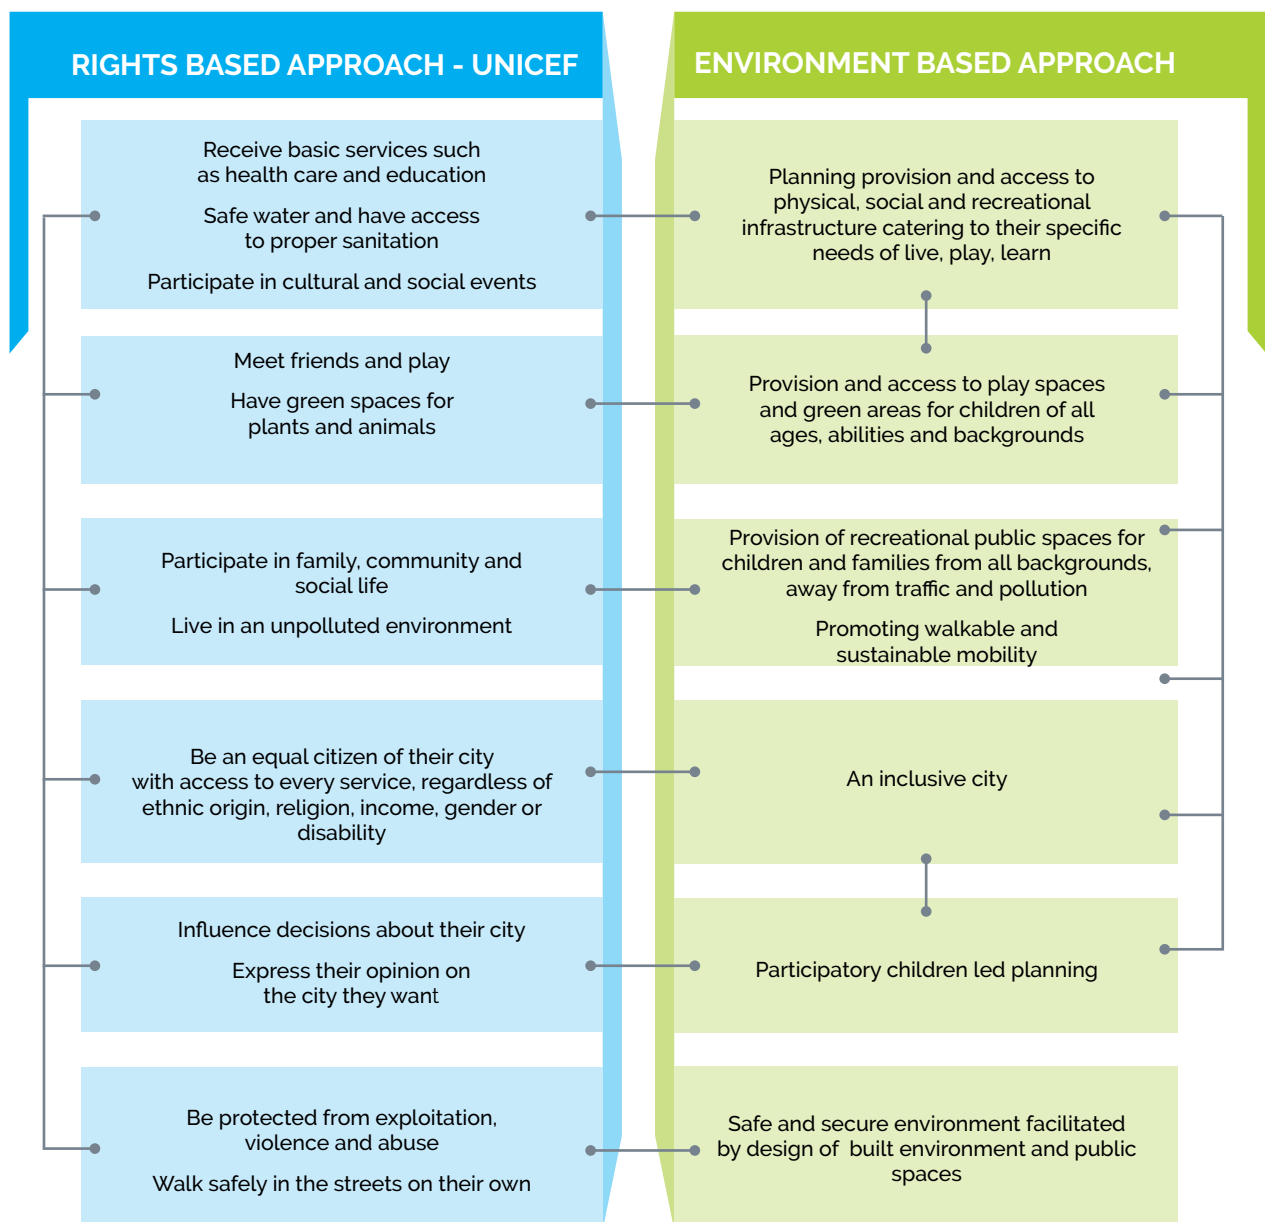 RIGHTS BASED APPROACH - UNICEF
Receive basic services such
as health care and education
Safe water and have access
to proper sanitation
Participate in cultural and social events
Meet friends and play
Have green spaces for
plants and animals
Participate in family, community and
social life
Live in an unpolluted environment
Be an equal citizen of their city
with access to every service, regardless of
ethnic origin, religion, income, gender or
disability
Influence decisions about their city
Express their opinion on
the city they want
Be protected from exploitation,
violence and abuse
Walk safely in the streets on their own
ENVIRONMENT BASED APPROACH
Planning provision and access to
physical, social and recreational
infrastructure catering to their specific
needs of live, play, learn
Provision and access to play spaces
and green areas for children of all
ages, abilities and backgrounds
Provision of recreational public spaces for
children and families from all backgrounds,
away from traffic and pollution
Promoting walkable and
sustainable mobility
An inclusive city
Participatory children led planning
Safe and secure environment facilitated
by design of built environment and public
spaces